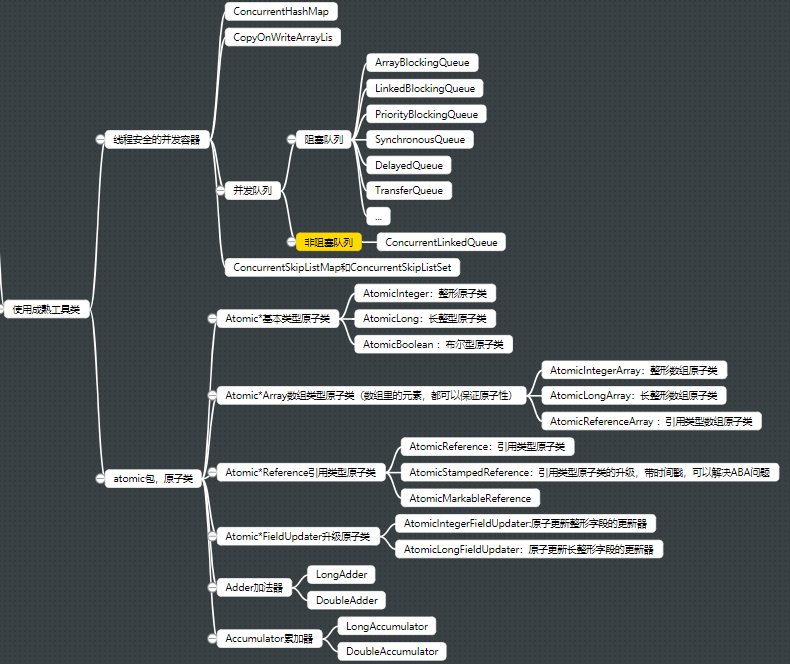 ConcurrentHashMap
CopyOnWriteArrayLis
ArrayBlockingQueue
LinkedBlockingQueue
PriorityBlockingQueue
线程安全的并发容器
阻塞队列
SynchronousQueue
DelayedQueue
并发队列
TransferQueue
...
非阻塞队列
ConcurrentLinkedQueue
ConcurrentSkipListMap和ConcurrentSkipListSet
使用成熟工具类
AtomicInteger：整形原子类
Atomic*基本类型原子类
AtomicLong：长整型原子类
AtomicBoolean ：布尔型原子类
AtomicIntegerArray：整形数组原子类
Atomic*Array数组类型原子类（数组里的元素，都可以保证原子性）
AtomicLongArray：长整形数组原子类
AtomicReferenceArray ：引用类型数组原子类
AtomicReference：引用类型原子类
Atomic*Reference引用类型原子类
AtomicStampedReference：引用类型原子类的升级，带时间戳，可以解决ABA问题
atomic包，原子类
AtomicMarkableReference
AtomicIntegerFieldUpdater:原子更新整形字段的更新器
Atomic*FieldUpdater升级原子类
AtomicLongFieldUpdater：原子更新长整形字段的更新器
LongAdder
Adder加法器
DoubleAdder
LongAccumulator
Accumulator累加器
DoubleAccumulator